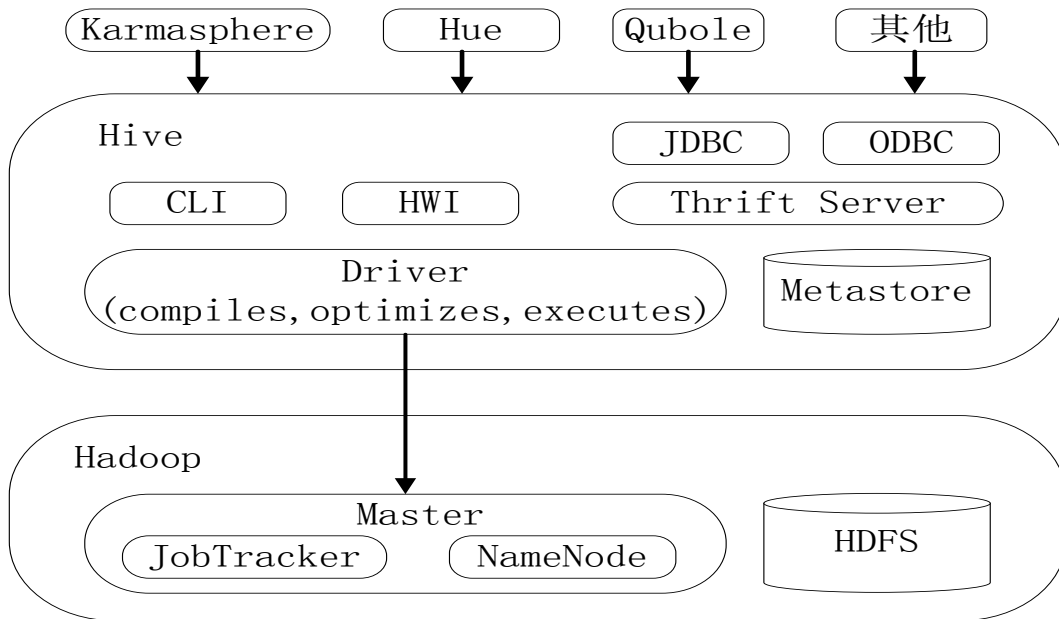 Karmasphere
Hue
Qubole
其他
Hive
JDBC
ODBC
CLI
HWI
Thrift Server
Driver
(compiles,optimizes,executes)
Metastore
Hadoop
Master
JobTracker
NameNode
HDFS